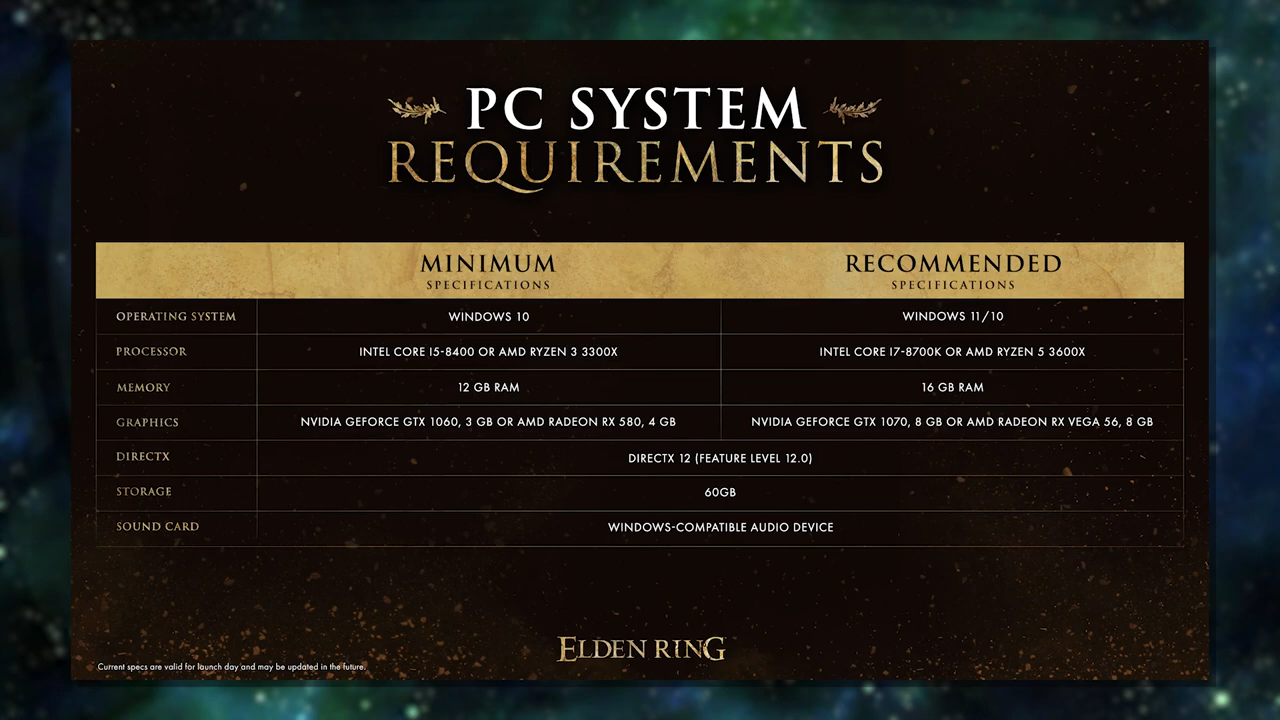 PC SYSTEM
REQUIREMENTS
MINIMUM
SPECIFICATIONS
RECOMMENDED
SPECIFICATIONS
OPERATING SYSTEM WINDOWS 10 WINDOWS 11/10
PROCESSOR INTEL CORE I5-8400 OR AMD RYZEN 3 3300X INTEL CORE I7-8700K OR AMD RYZEN 5 3600X
MEMORY 12 GB RAM 16 GB RAM
GRAPHICS NVIDIA GEFORCE GTX 1060, 3 GB OR AMD RADEON RX 580, 4 GB NVIDIA GEFORCE GTX 1070, 8 GB OR AMD RADEON RX VEGA 56, 8 GB
DIRECTX DIRECTX 12 (FEATURE LEVEL 12.0)
STORAGE 60GB
SOUND CARD WINDOWS-COMPATIBLE AUDIO DEVICE
ELDEN RING
Current specs are valid for launch day and may be updated in the future.